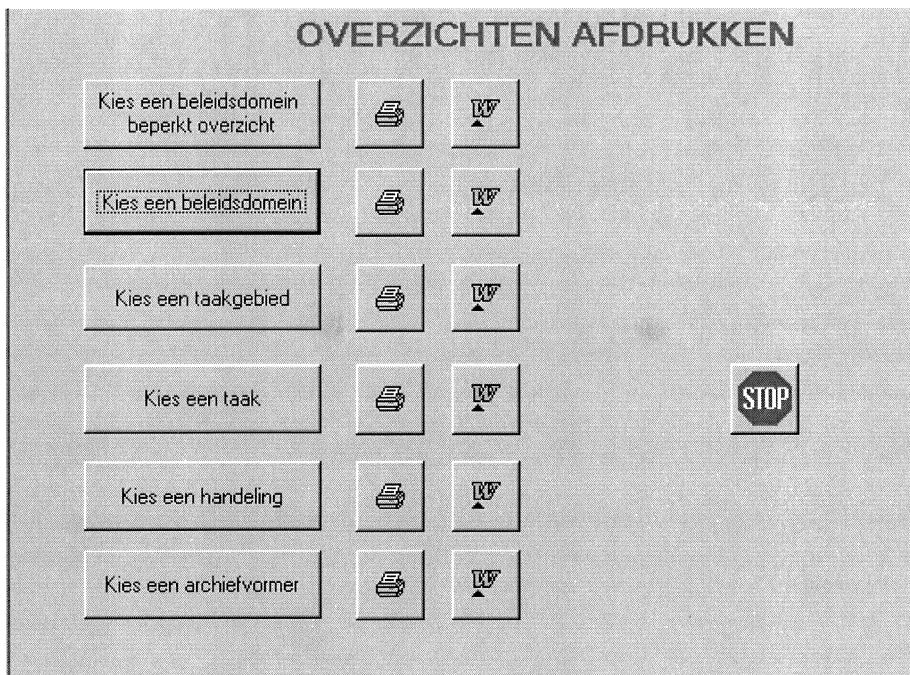 OVERZICHTEN AFDRUKKEN
Kies een beleidsdomein
beperkt overzicht
W
Kies een beleidsdomein
W
Kies een taakgebied
W
Kies een taak
W
STOP
Kies een handeling
W
Kies een archiefvormer
W